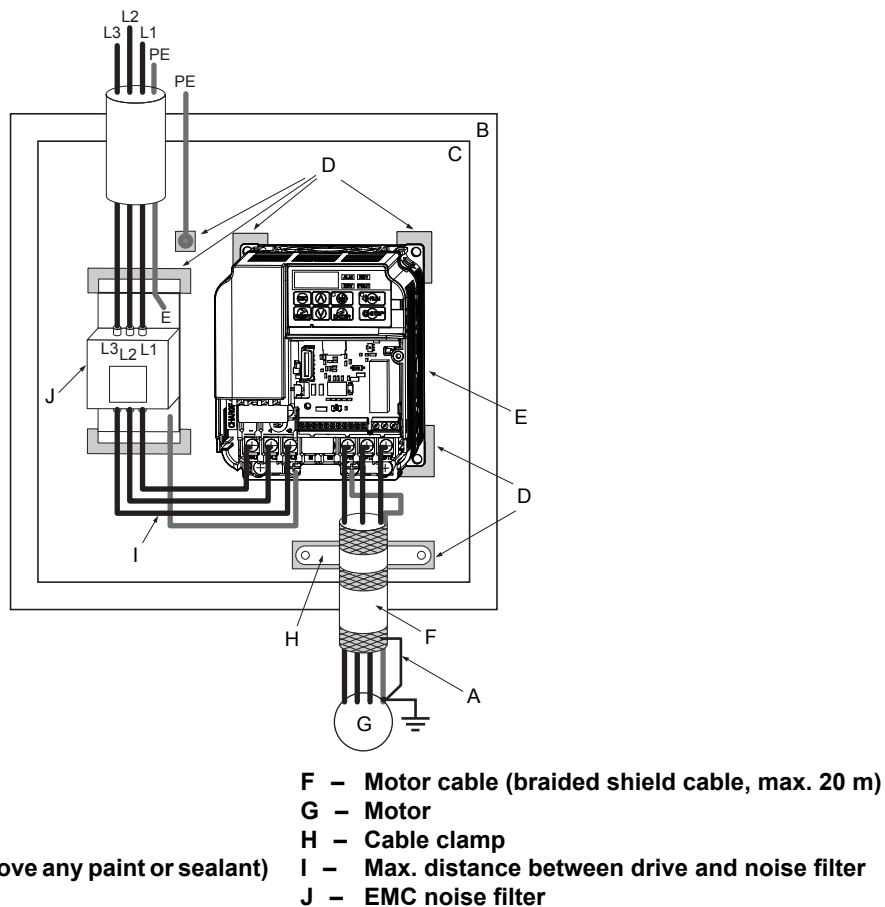 L2
L3 L1
PE
PE
B
C
D
E
L3 L2 L1
J
E
D
I
H
F
A
G
F – Motor cable (braided shield cable, max. 20 m)
G – Motor
H – Cable clamp
ove any paint or sealant) I – Max. distance between drive and noise filter
J – EMC noise filter